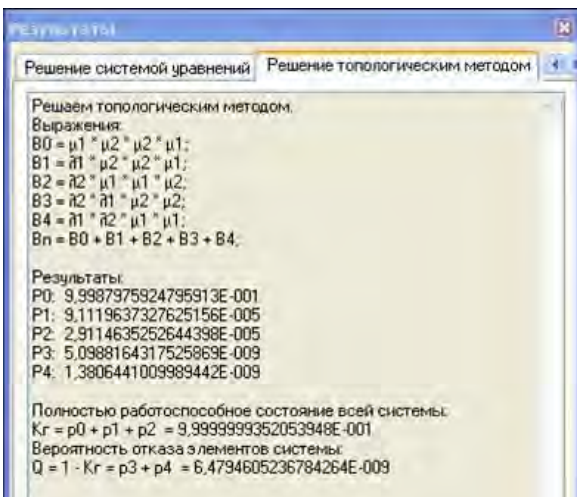 Результаты
Решение системой уравнений Решение топологическим методом
Решаем топологическим методом.
Выражения:
B0 = μ1 * μ2 * μ2 * μ1;
B1 = λ1 * μ2 * μ2 * μ1;
B2 = λ2 * μ1 * μ1 * μ2;
B3 = λ2 * λ1 * μ2 * μ2;
B4 = λ1 * λ2 * μ1 * μ1;
Bn = B0 + B1 + B2 + B3 + B4;
Результаты:
P0: 9,9987975924795913E-001
P1: 9,1119637327625156E-005
P2: 2,9114635252644398E-005
P3: 5,0988164317525869E-009
P4: 1,3806441009989442E-009
Полностью работоспособное состояние всей системы:
Кг = p0 + p1 + p2 = 9,9999999352053948E-001
Вероятность отказа элементов системы:
Q = 1 - Кг = p3 + p4 = 6,4794605236784264E-009